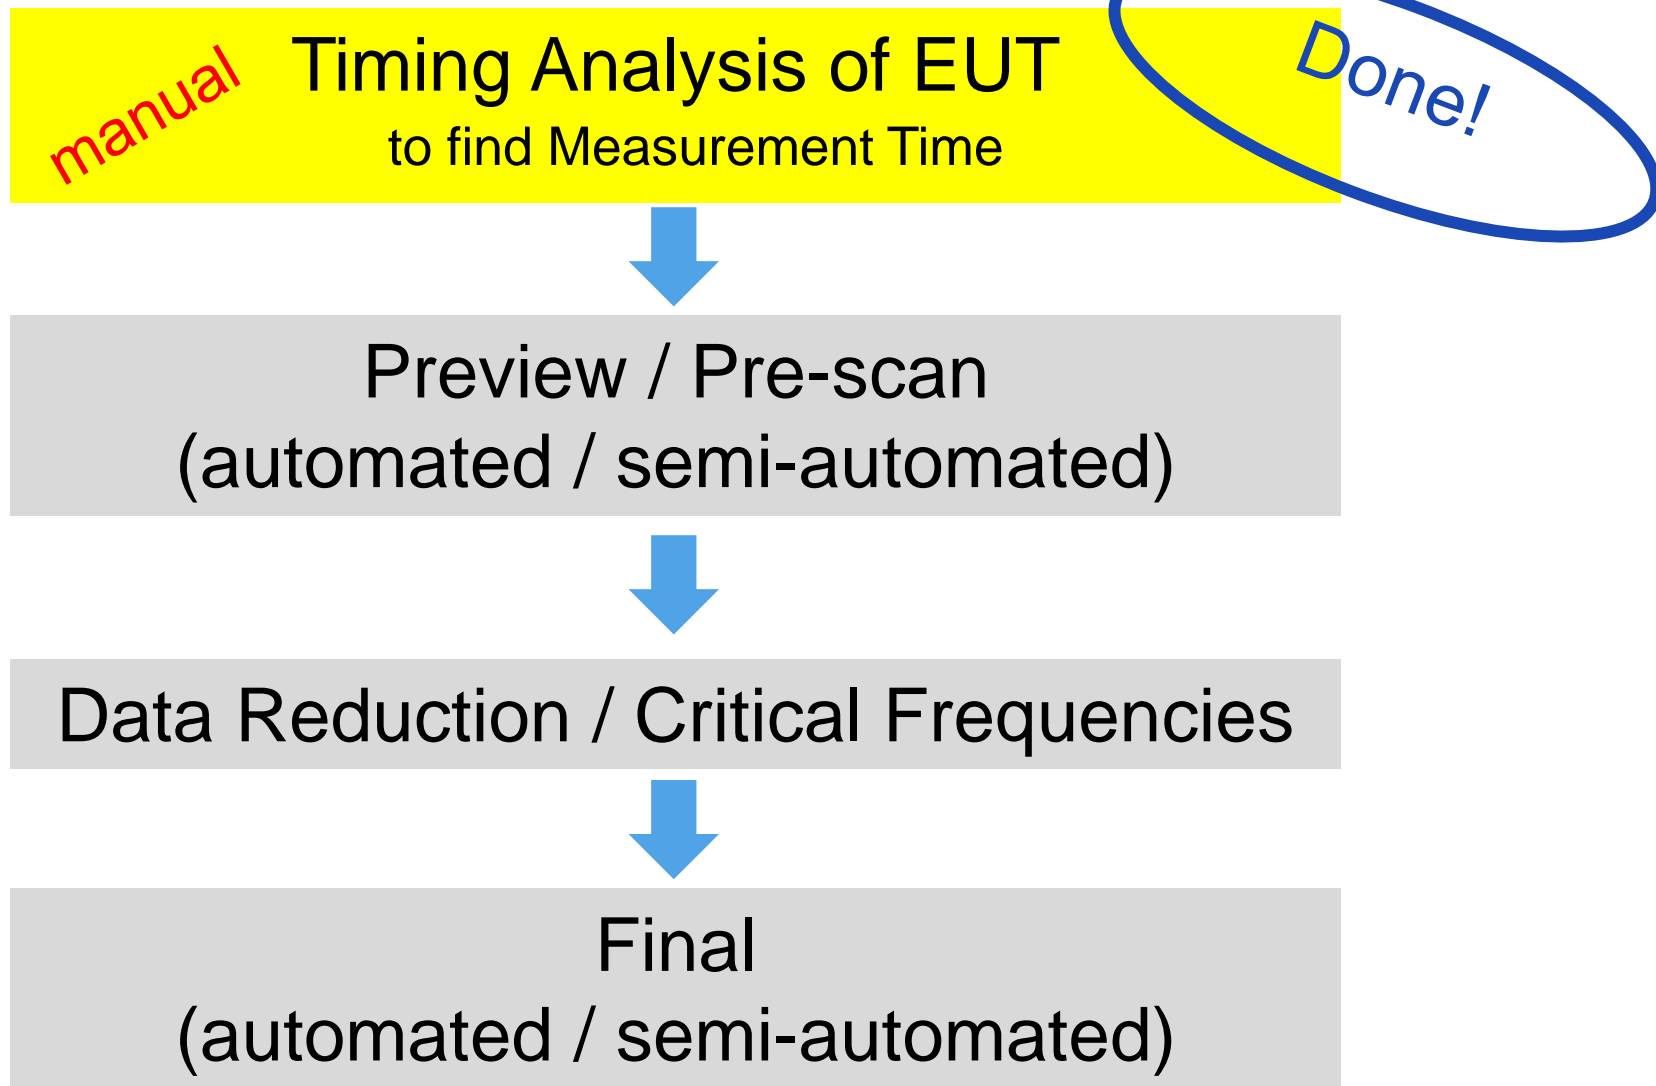 manual
Timing Analysis of EUT
to find Measurement Time
Done!
Preview / Pre-scan
(automated / semi-automated)
Data Reduction / Critical Frequencies
Final
(automated / semi-automated)